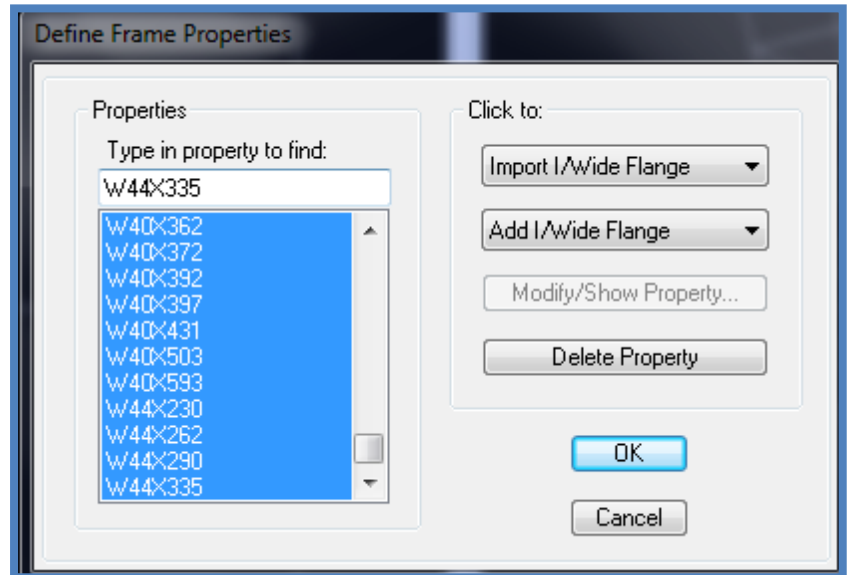 Define Frame Properties
Properties
Type in property to find:
W44X335
W40X362
W40X372
W40X392
W40X397
W40X431
W40X503
W40X593
W44X230
W44X262
W44X290
W44X335
Click to:
Import I/Wide Flange
Add I/Wide Flange
Modify/Show Property...
Delete Property
OK
Cancel